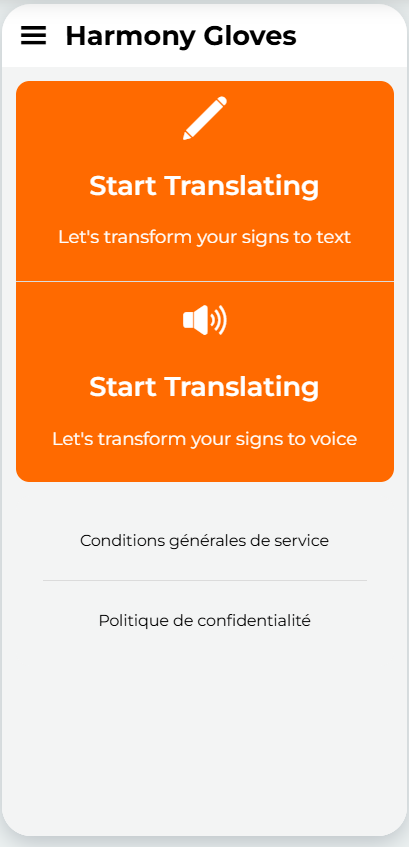 Harmony Gloves
Start Translating
Let's transform your signs to text
Start Translating
Let's transform your signs to voice
Conditions générales de service
Politique de confidentialité